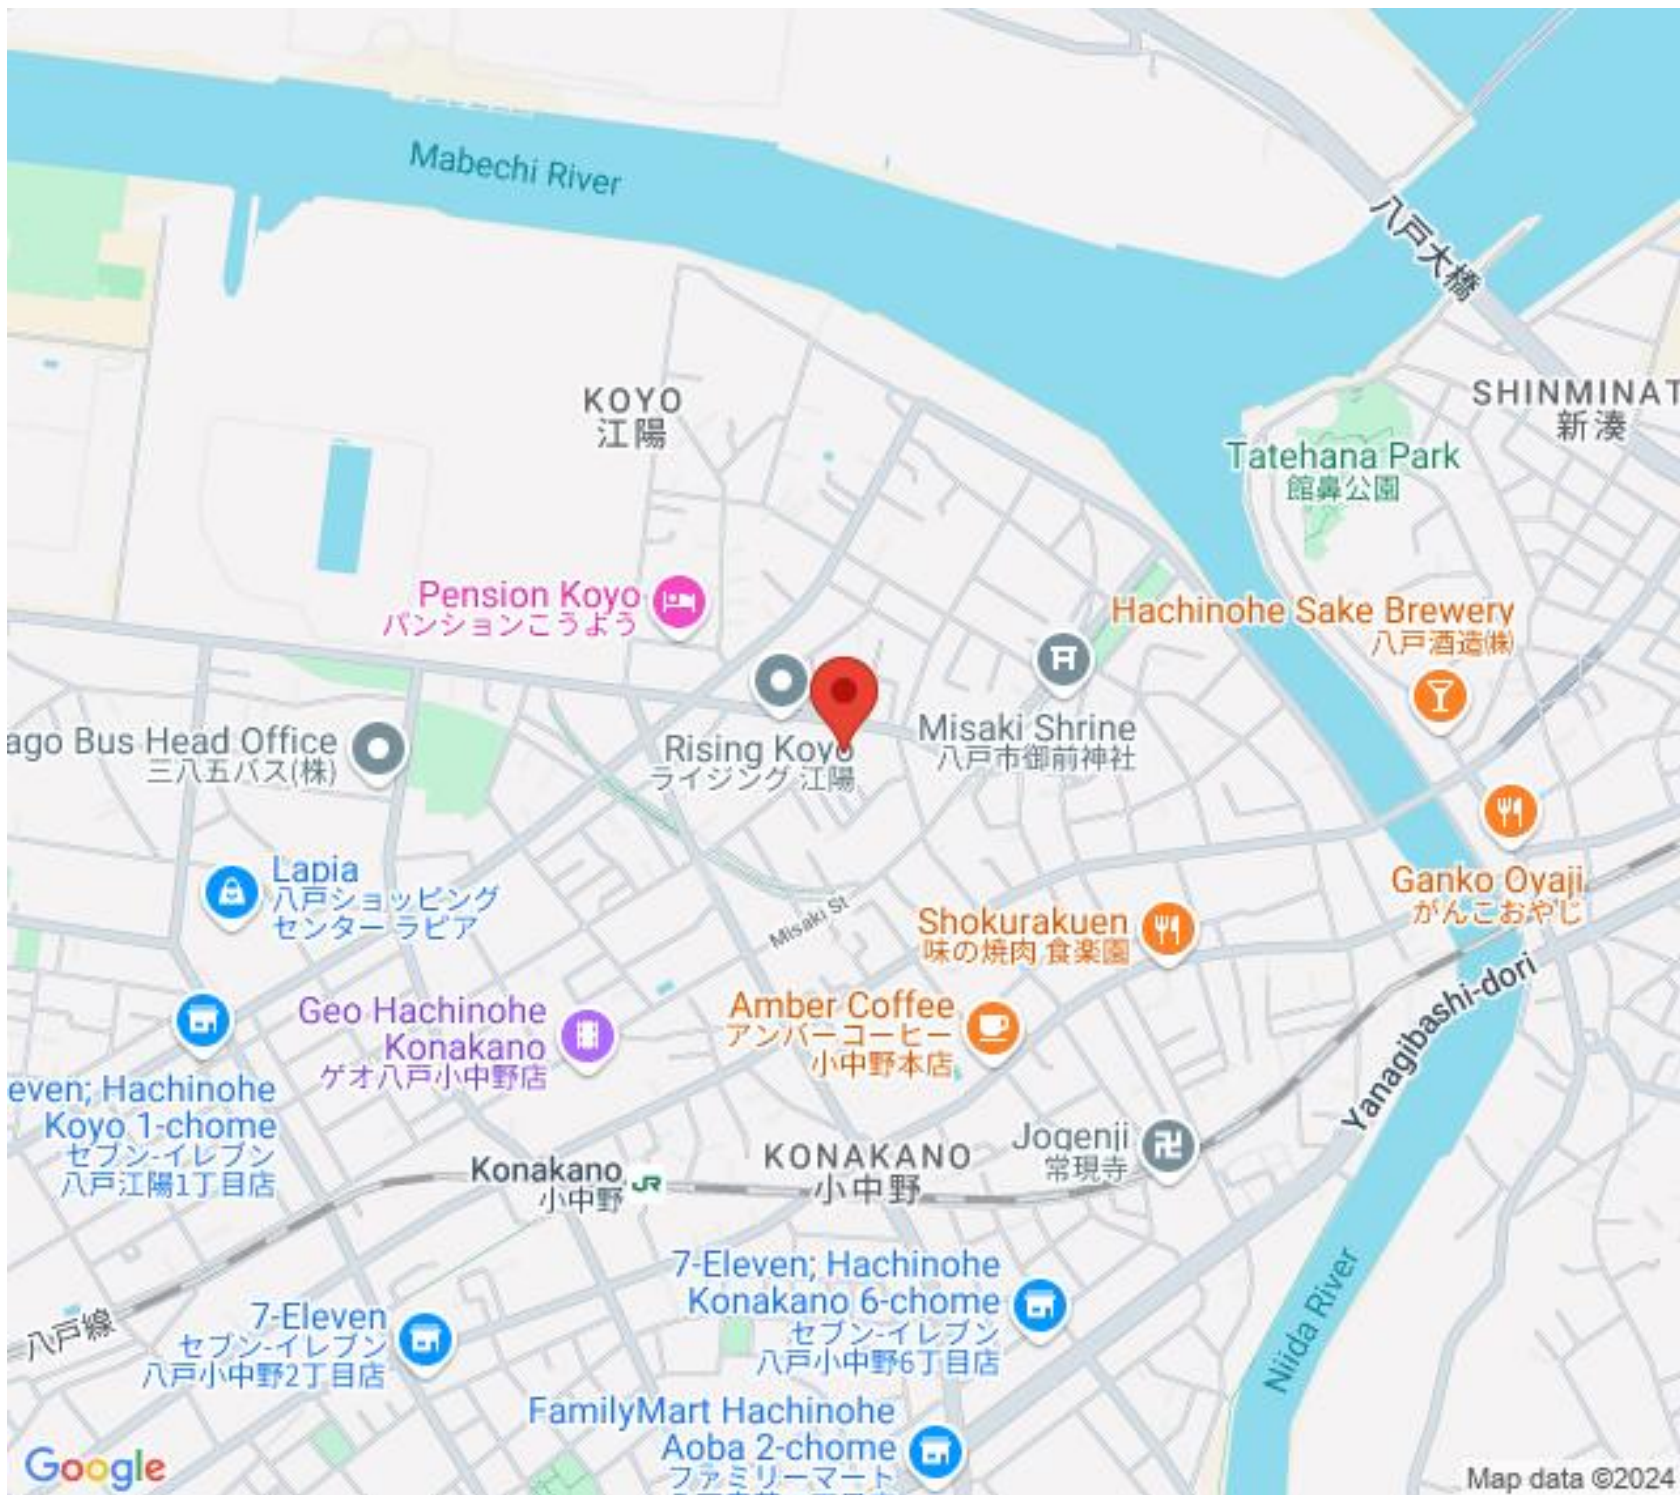 Mabechi River
八戸大橋
KOYO
江陽
SHINMINAT
新湊
Tatehana Park
館鼻公園
Pension Koyo
パンションこうよう
Hachinohe Sake Brewery
八戸酒造㈱
ago Bus Head Office
三八五バス(株)
Rising Koyo
ライジング 江陽
Misaki Shrine
八戸市御前神社
Lapia
八戸ショッピング
センター ラピア
Ganko Oyaji
がんこおやじ
Misaki St
Shokurakuen
味の焼肉 食楽園
Yanagibashi-dori
Geo Hachinohe
Konakano
ゲオ八戸小中野店
Amber Coffee
アンバーコーヒー
小中野本店
even; Hachinohe
Koyo 1-chome
セブン-イレブン
八戸江陽1丁目店
Konakano
小中野
JR
KONAKANO
小中野
Jogenji
常現寺
7-Eleven; Hachinohe
Konakano 6-chome
セブン-イレブン
八戸小中野6丁目店
Niida River
八戸線
7-Eleven
セブン-イレブン
八戸小中野2丁目店
FamilyMart Hachinohe
Aoba 2-chome
ファミリーマート
Google
Map data ©2024